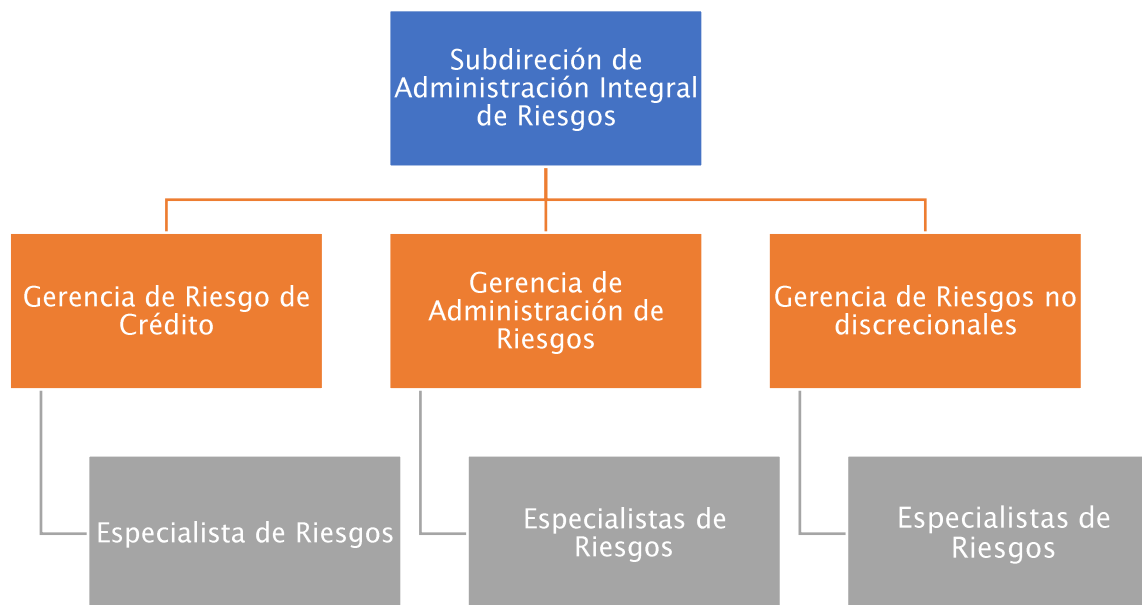 Subdireción de
Administración Integral
de Riesgos
Gerencia de Riesgo de
Crédito
Gerencia de
Administración de
Riesgos
Gerencia de Riesgos no
discrecionales
Especialista de Riesgos
Especialistas de
Riesgos
Especialistas de
Riesgos